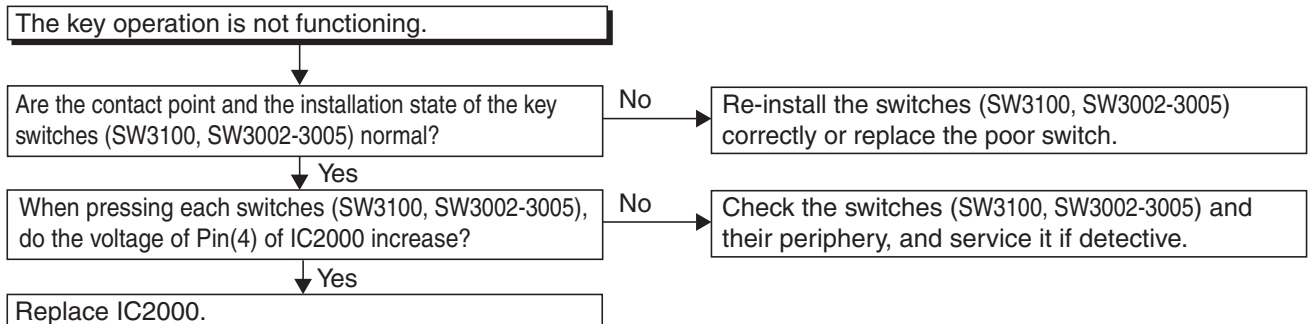 The key operation is not functioning.
Are the contact point and the installation state of the key
switches (SW3100, SW3002-3005) normal?
No
Re-install the switches (SW3100, SW3002-3005)
correctly or replace the poor switch.
Yes
When pressing each switches (SW3100, SW3002-3005),
do the voltage of Pin(4) of IC2000 increase?
No
Check the switches (SW3100, SW3002-3005) and
their periphery, and service it if detective.
Yes
Replace IC2000.